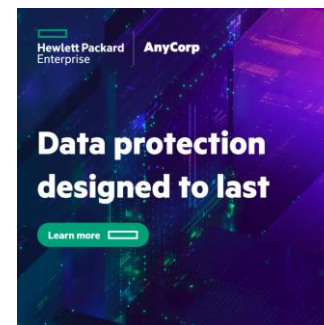 Hewlett Packard
Enterprise
AnyCorp
Data protection
designed to last
Learn more